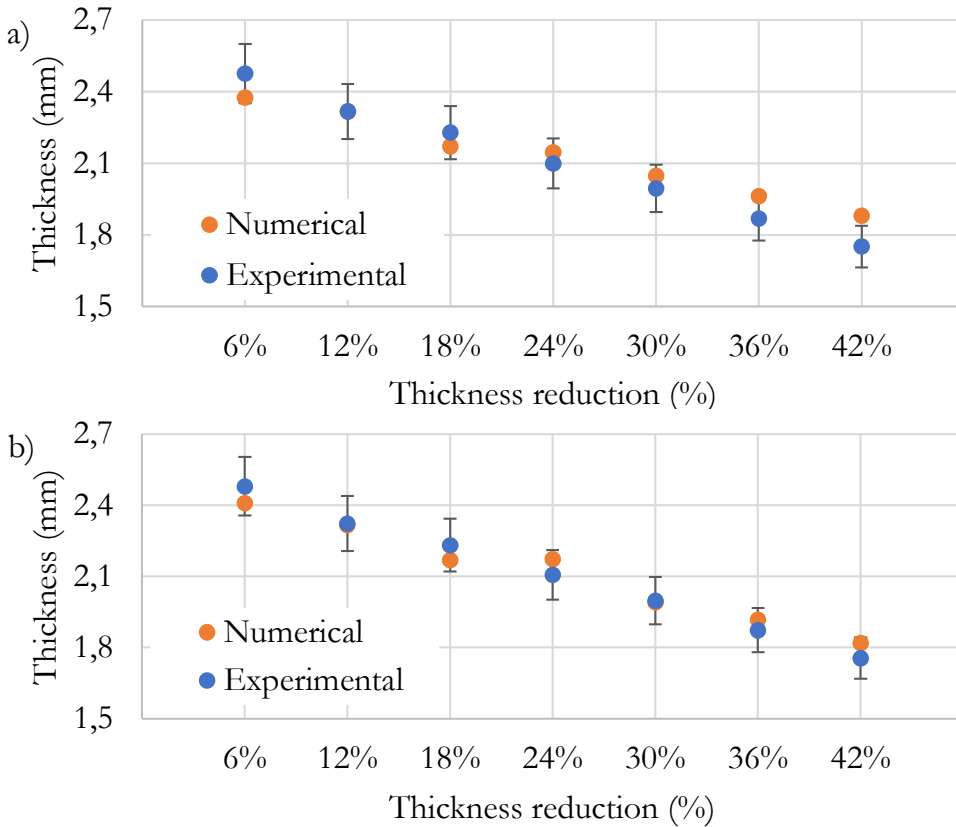 a)
Thickness (mm)
2,7
2,4
2,1
1,8
1,5
Numerical
Experimental
6% 12% 18% 24% 30% 36% 42%
Thickness reduction (%)
b)
Thickness (mm)
2,7
2,4
2,1
1,8
1,5
Numerical
Experimental
6% 12% 18% 24% 30% 36% 42%
Thickness reduction (%)